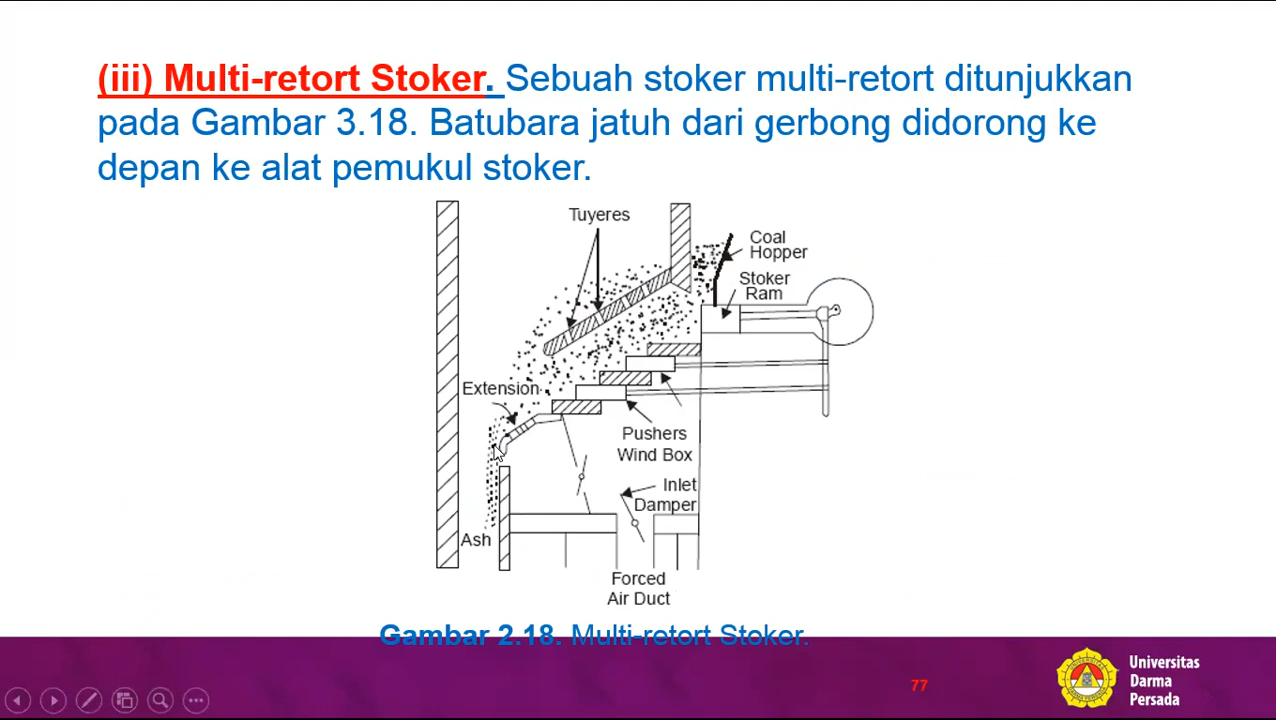 (iii) Multi-retort Stoker. Sebuah stoker multi-retort ditunjukkan
pada Gambar 3.18. Batubara jatuh dari gerbong didorong ke
depan ke alat pemukul stoker.
Tuyeres
Coal
Hopper
Stoker
Ram
Extension
Pushers
Wind Box
Inlet
Damper
Ash
Forced
Air Duct
Gambar 2.18. Multi-retort Stoker.
77
Universitas
Darma
Persada